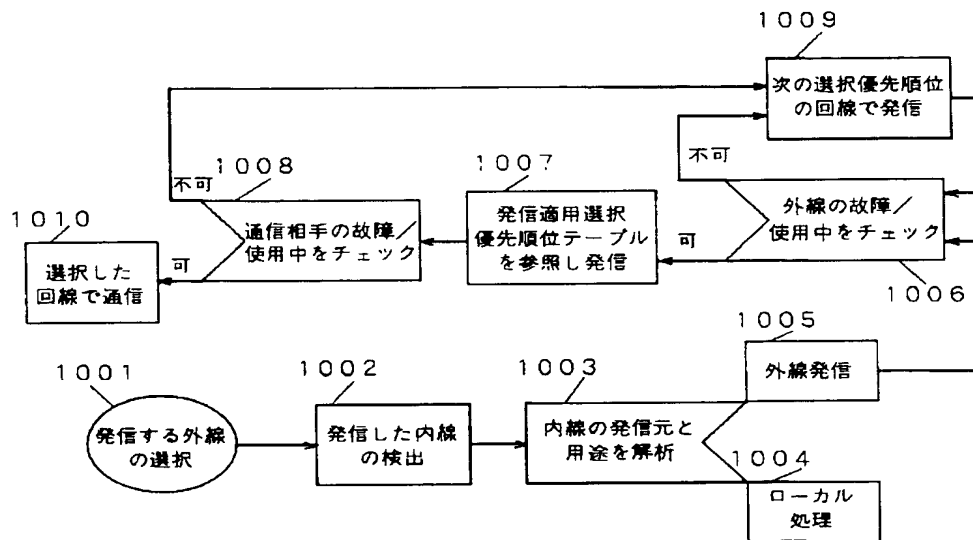 1009
次の選択優先順位
の回線で発信
不可
1008
不可
通信相手の故障/
使用中をチェック
可
1007
発信適用選択
優先順位テーブル
を参照し発信
不可
外線の故障/
使用中をチェック
可
1006
1010
選択した
回線で通信
1001
発信する外線
の選択
1002
発信した内線
の検出
1003
内線の発信元と
用途を解析
1005
外線発信
1004
ローカル
処理